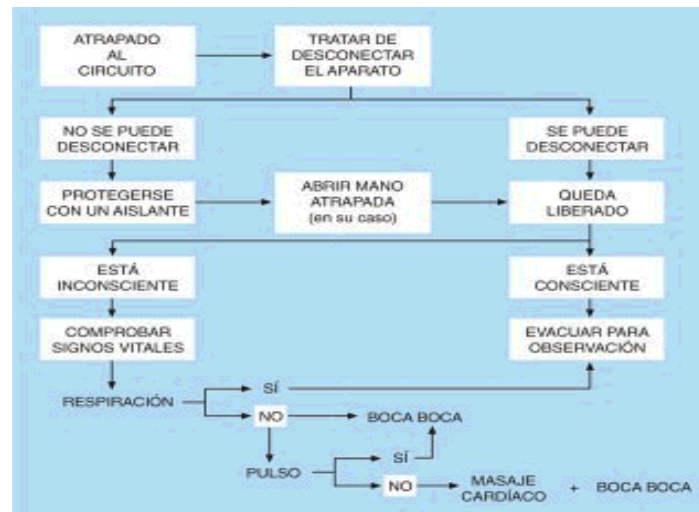 ATRAPADO
AL
CIRCUITO
TRATAR DE
DESCONECTAR
EL APARATO
NO SE PUEDE
DESCONECTAR
SE PUEDE
DESCONECTAR
PROTEGERSE
CON UN AISLANTE
ABRIR MANO
ATRAPADA
(en su caso)
QUEDA
LIBERADO
ESTÁ
INCONSCIENTE
ESTÁ
CONSCIENTE
COMPROBAR
SIGNOS VITALES
EVACUAR PARA
OBSERVACIÓN
RESPIRACIÓN
SÍ
NO
BOCA BOCA
PULSO
SÍ
NO
MASAJE
CARDÍACO
+ BOCA BOCA